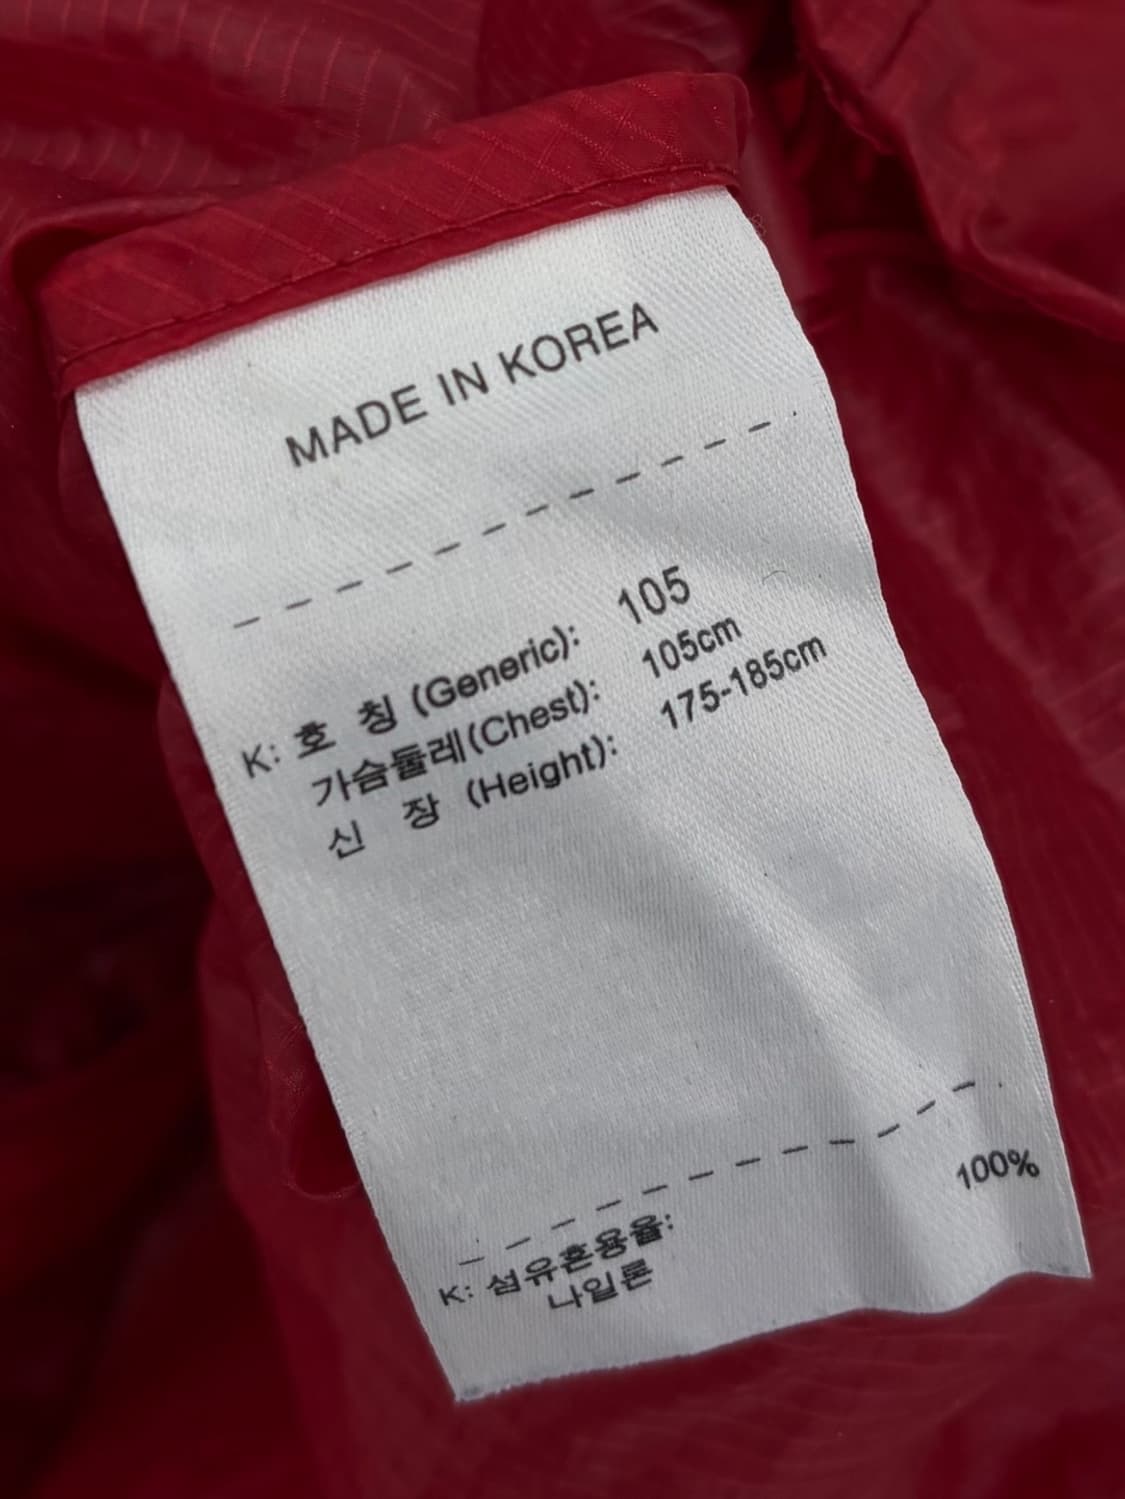 MADE IN KOREA
K: 호 칭 (Generic): 105
가슴둘레(Chest): 105cm
신 장 (Height): 175-185cm
K: 섬유혼용율:
나일론 100%